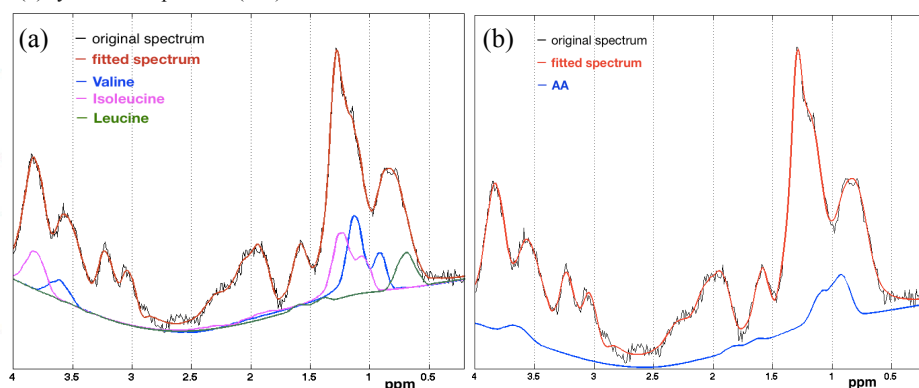 (a)
original spectrum
fitted spectrum
Valine
Isoleucine
Leucine
4 3.5 3 2.5 2 1.5 1 0.5
ppm
(b)
original spectrum
fitted spectrum
AA
4 3.5 3 2.5 2 1.5 1 0.5
ppm